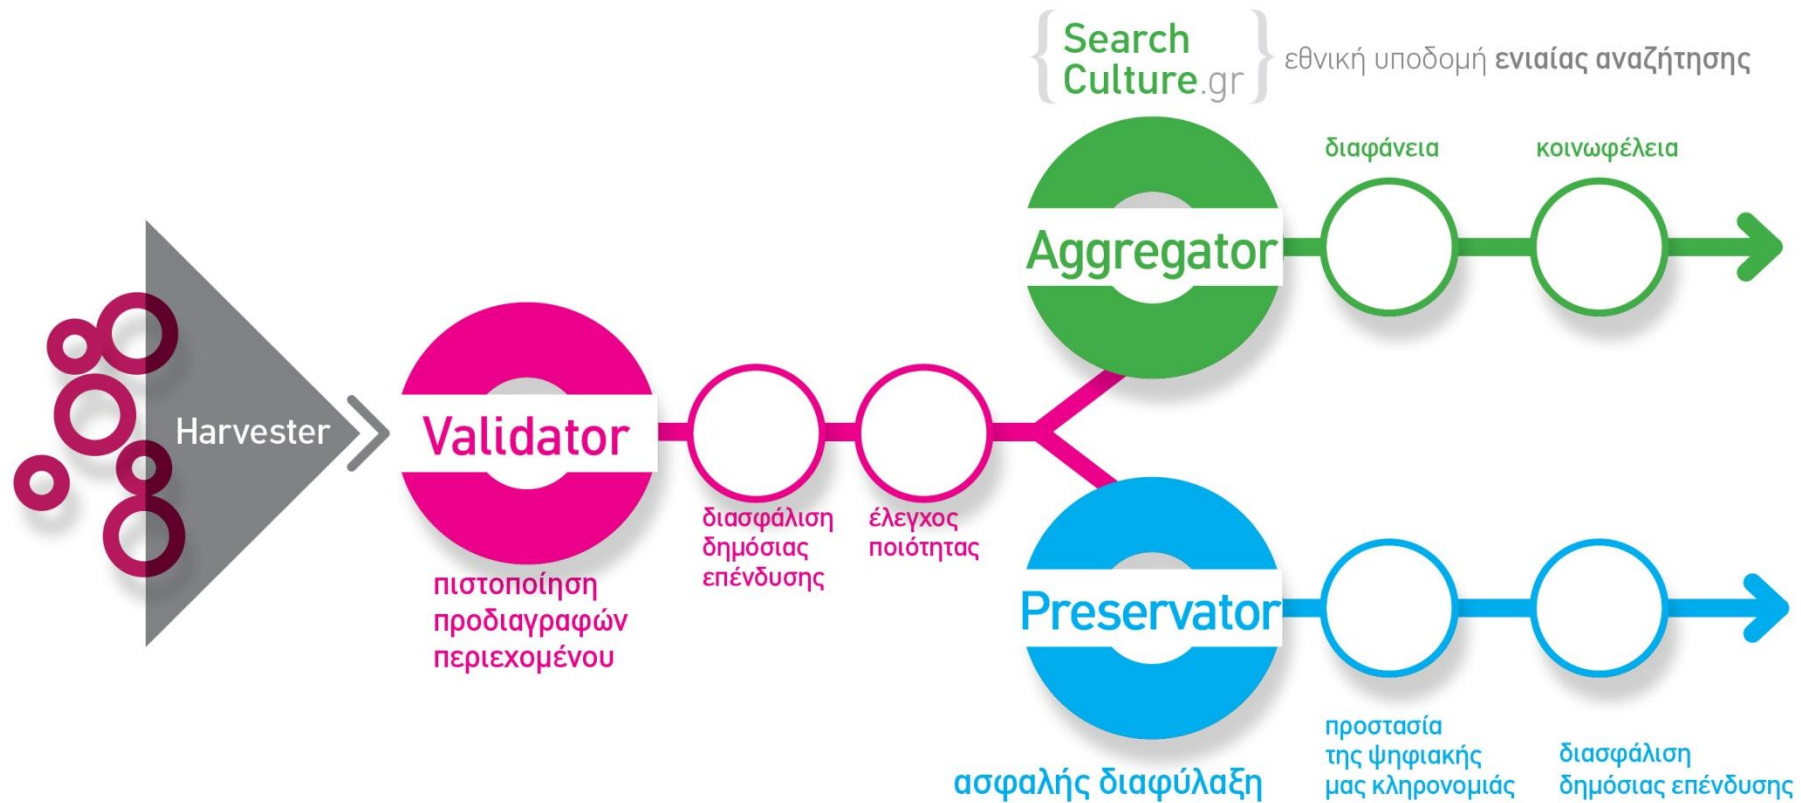 Search
Culture.gr
εθνική υποδομή ενιαίας αναζήτησης
διαφάνεια
κοινωφέλεια
Aggregator
Harvester
Validator
διασφάλιση
δημόσιας
επένδυσης
έλεγχος
ποιότητας
πιστοποίηση
προδιαγραφών
περιεχομένου
Preservator
ασφαλής διαφύλαξη
προστασία
της ψηφιακής
μας κληρονομιάς
διασφάλιση
δημόσιας επένδυσης